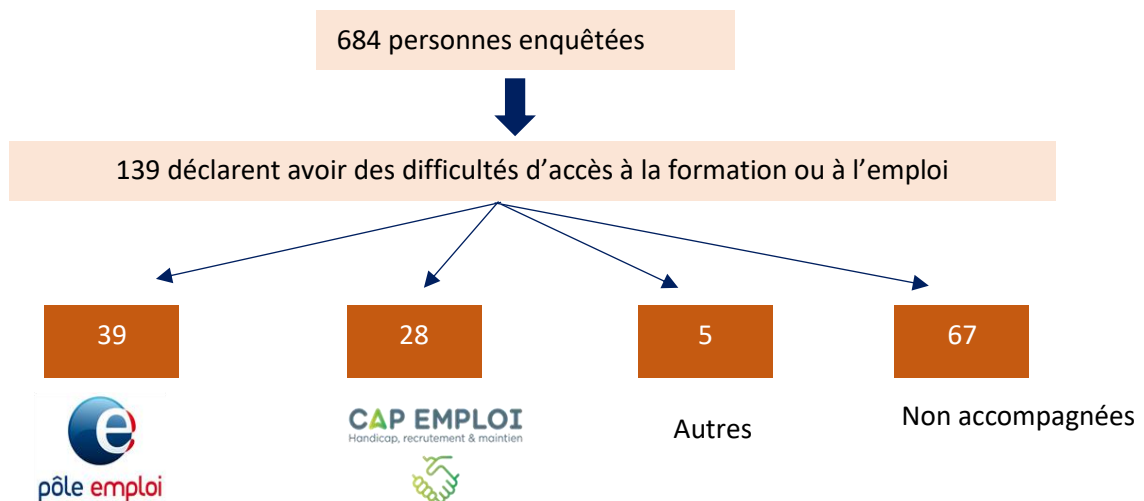 684 personnes enquêtées
139 déclarent avoir des difficultés d’accès à la formation ou à l’emploi
39
28
5
67
e
pôle emploi
CAP EMPLOI
Handicap, recrutement & maintien
Autres
Non accompagnées